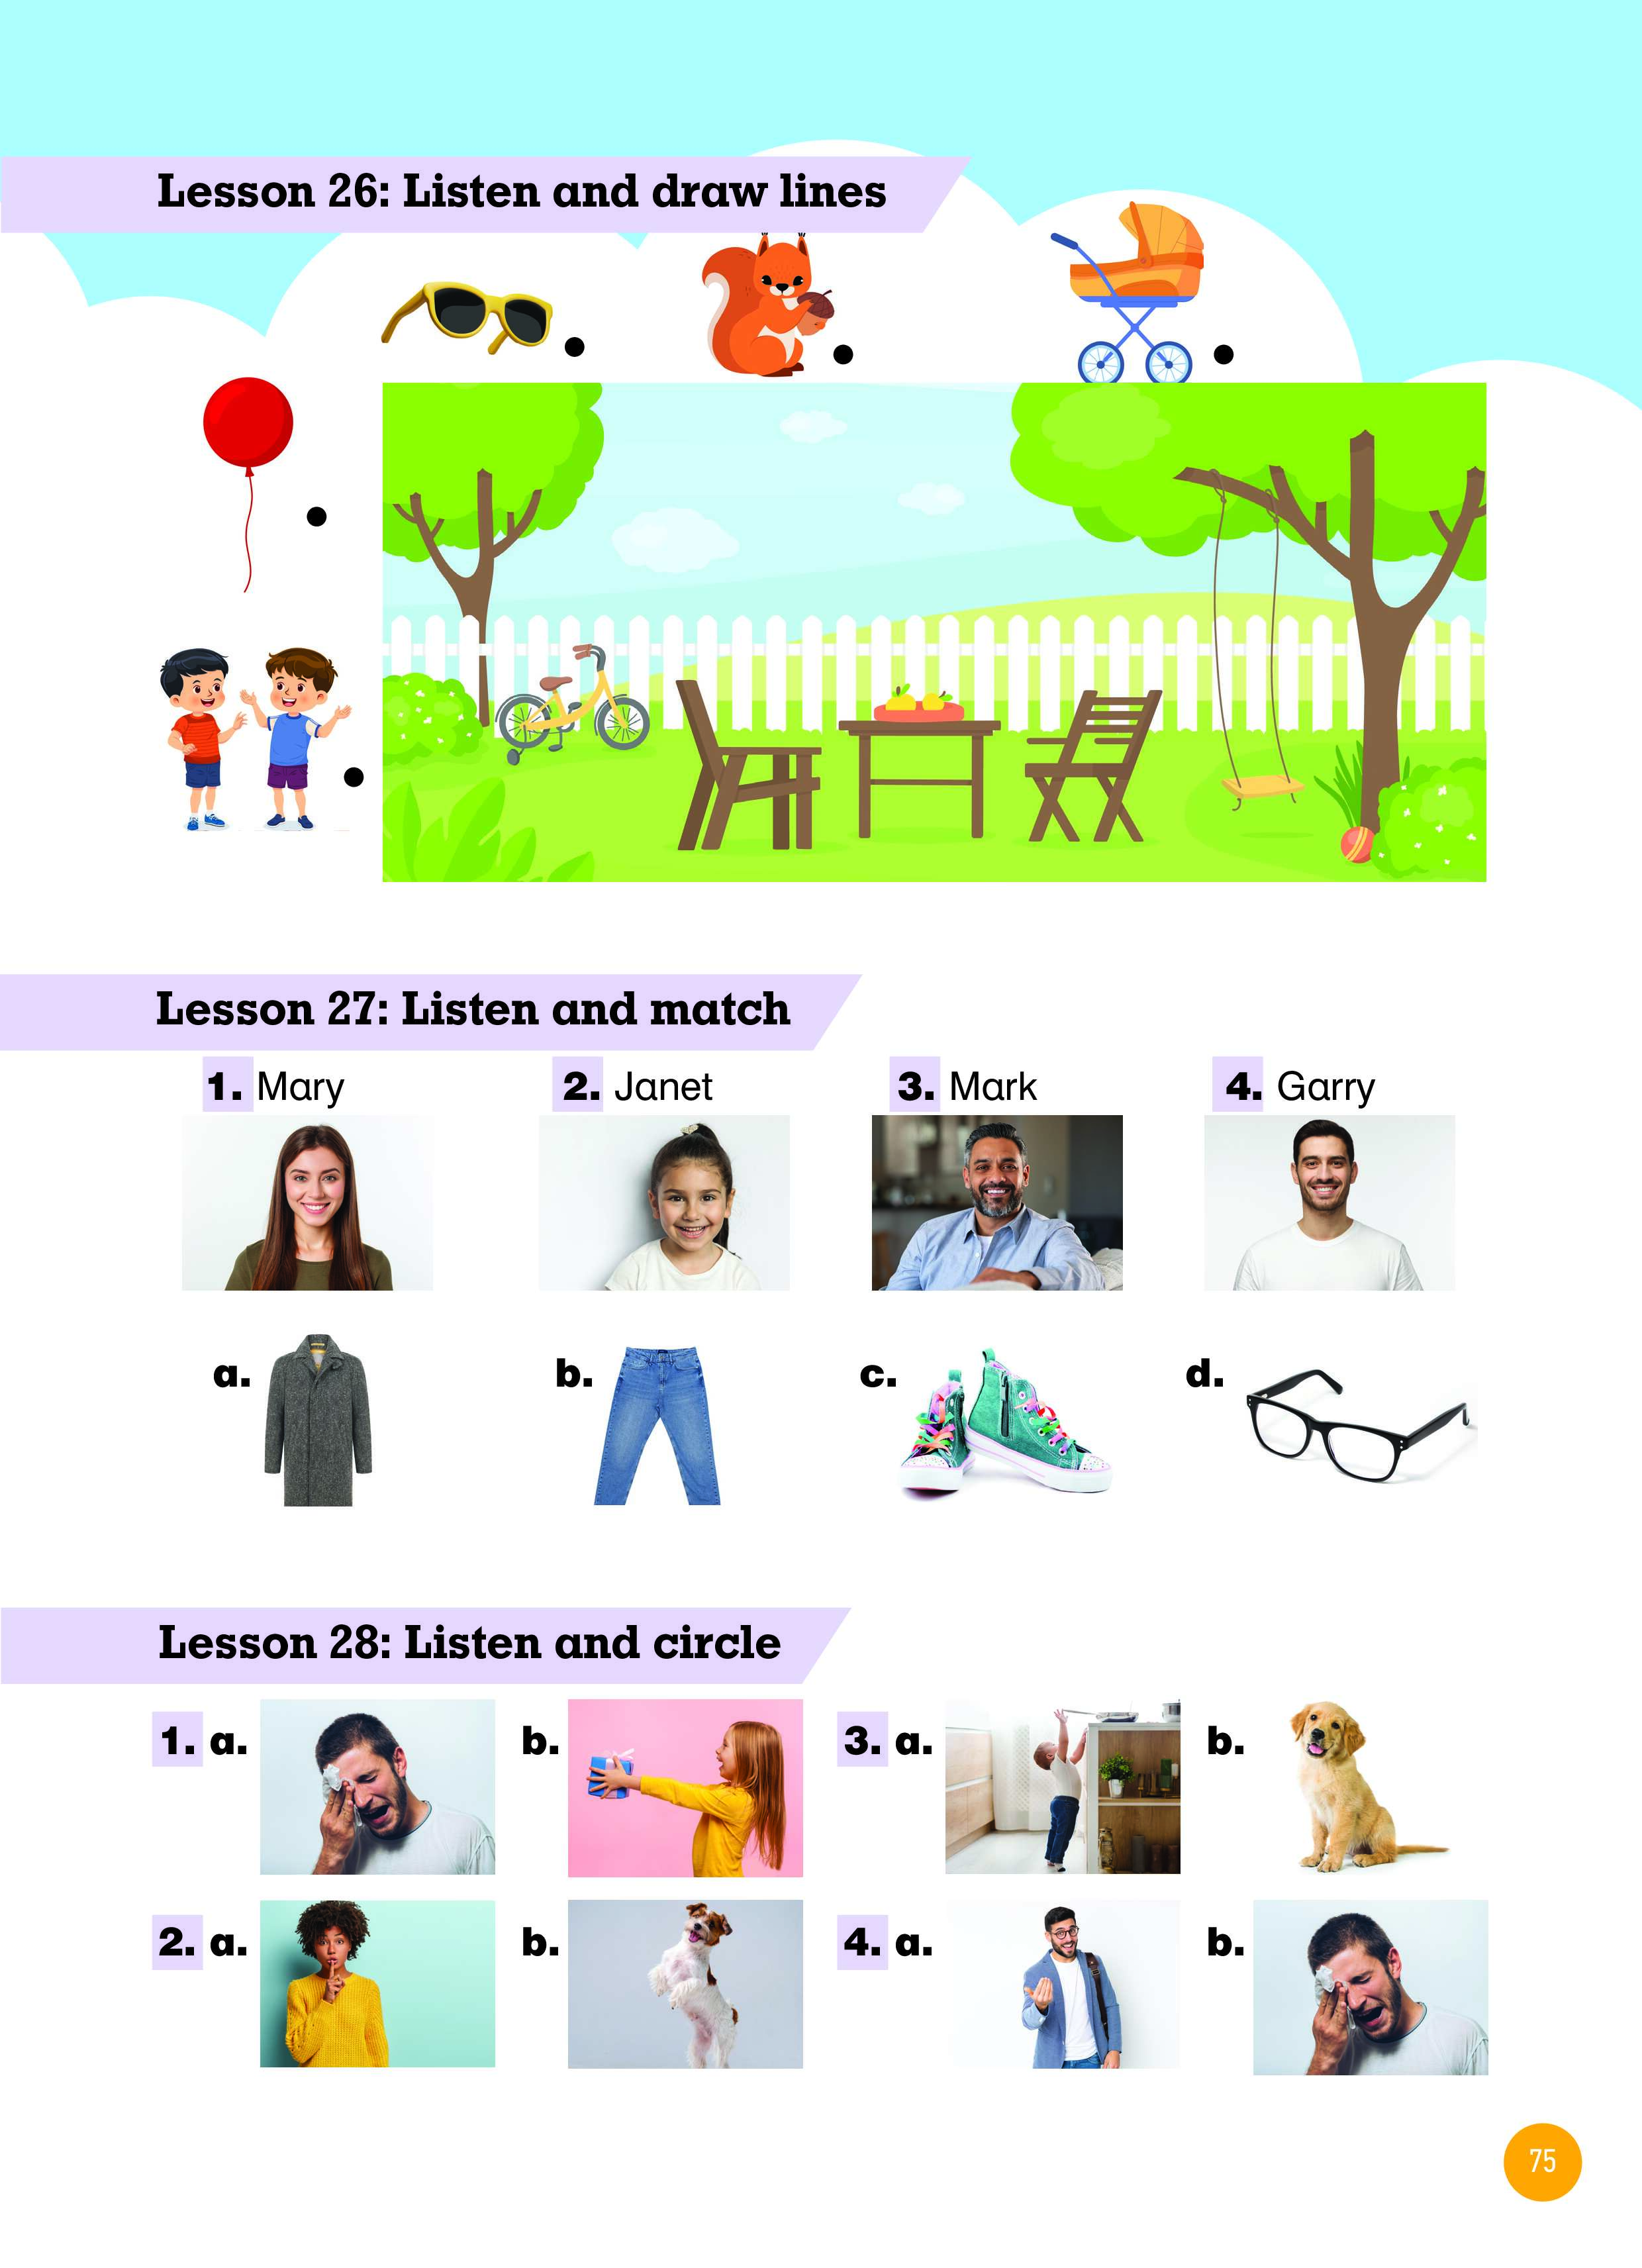 Lesson 26: Listen and draw lines
Lesson 27: Listen and match
1. Mary
2. Janet
3. Mark
4. Garry
a.
b.
c.
d.
Lesson 28: Listen and circle
1. a.
b.
3. a.
b.
2. a.
b.
4. a.
b.
75